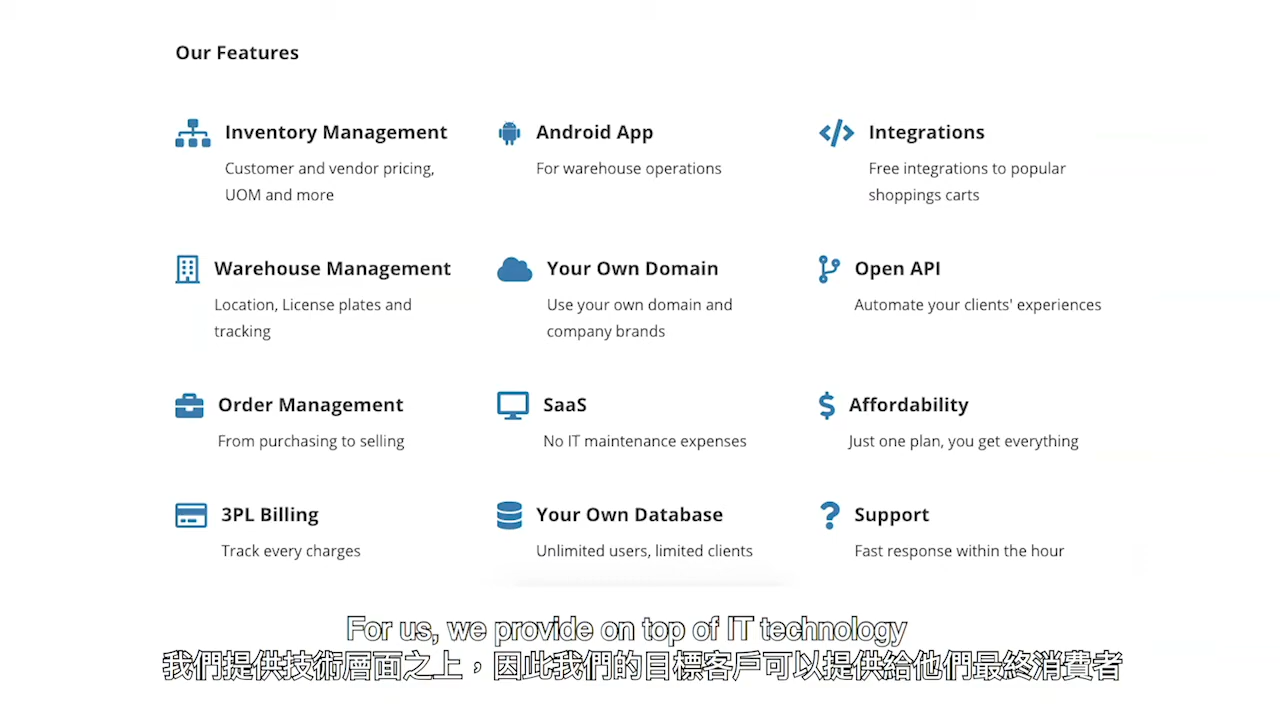 Our Features
Inventory Management
Customer and vendor pricing,
UOM and more
Android App
For warehouse operations
Integrations
Free integrations to popular
shoppings carts
Warehouse Management
Location, License plates and
tracking
Your Own Domain
Use your own domain and
company brands
Open API
Automate your clients' experiences
Order Management
From purchasing to selling
SaaS
No IT maintenance expenses
Affordability
Just one plan, you get everything
3PL Billing
Track every charges
Your Own Database
Unlimited users, limited clients
Support
Fast response within the hour
For us, we provide on top of IT technology
我們提供技術層面之上，因此我們的目標客戶可以提供給他們最終消費者